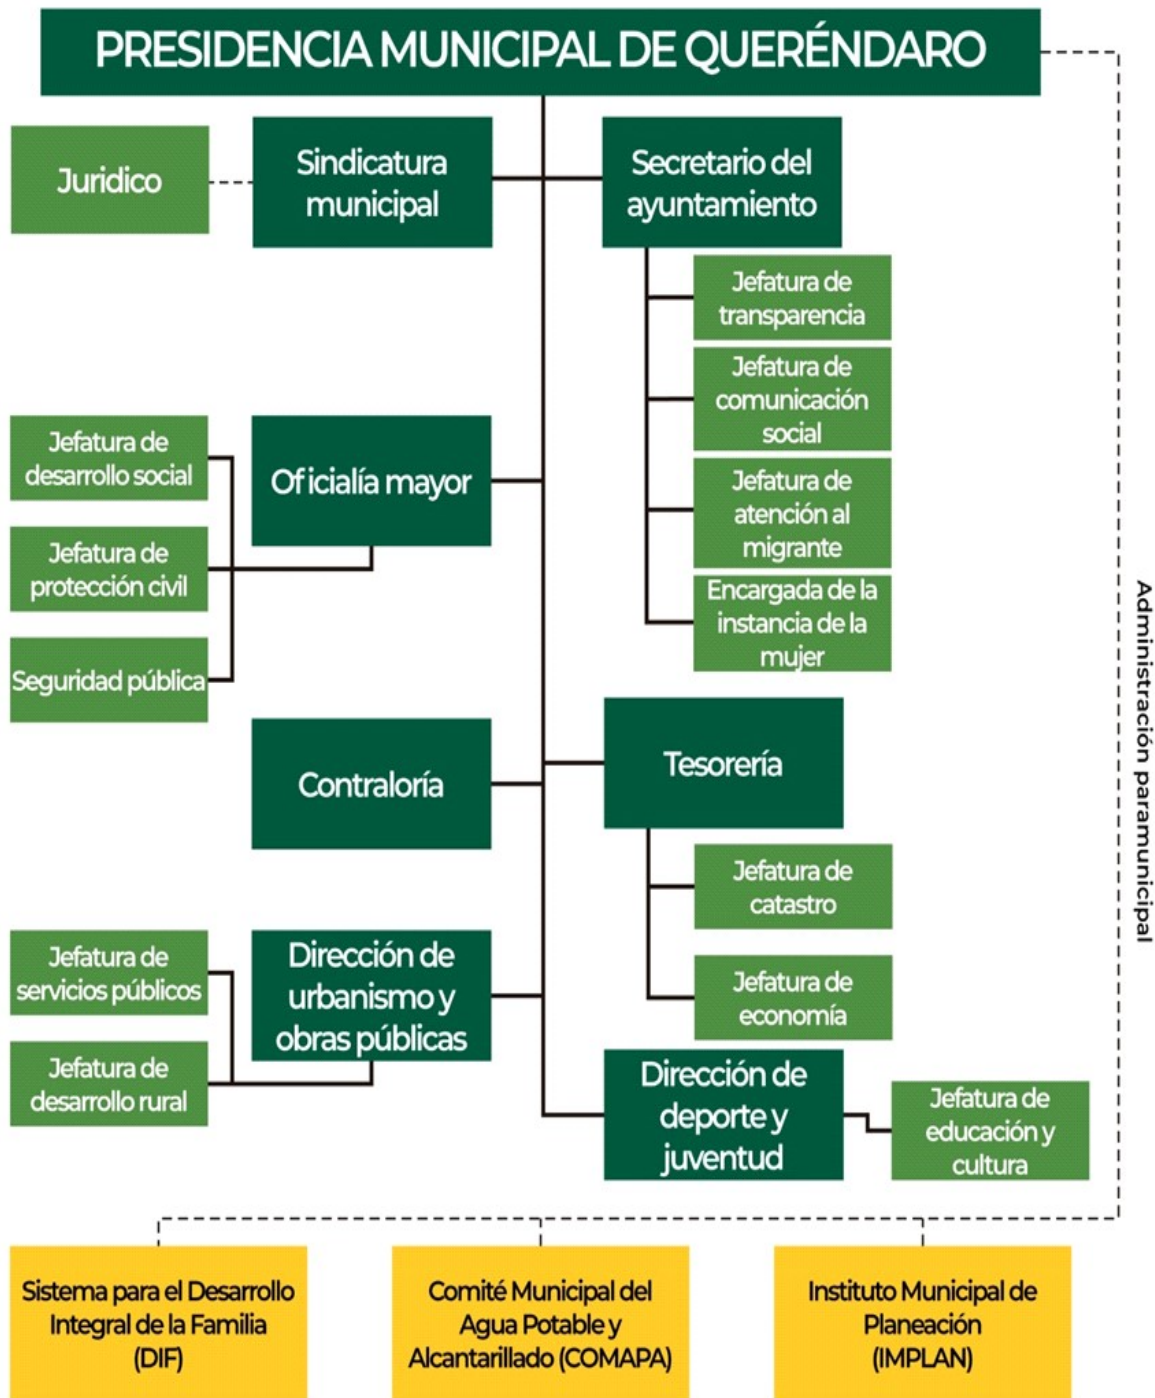 PRESIDENCIA MUNICIPAL DE QUERÉNDARO
Juridico
Sindicatura
municipal
Secretario del
ayuntamiento
Jefatura de
transparencia
Jefatura de
comunicación
social
Jefatura de
atención al
migrante
Encargada de la
instancia de la
mujer
Jefatura de
desarrollo social
Oficialía mayor
Jefatura de
protección civil
Seguridad pública
Contraloría
Tesorería
Jefatura de
catastro
Jefatura de
economía
Jefatura de
servicios públicos
Dirección de
urbanismo y
obras públicas
Jefatura de
desarrollo rural
Dirección de
deporte y
juventud
Jefatura de
educación y
cultura
Administración paramunicipal
Sistema para el Desarrollo
Integral de la Familia
(DIF)
Comité Municipal del
Agua Potable y
Alcantarillado (COMAPA)
Instituto Municipal de
Planeación
(IMPLAN)